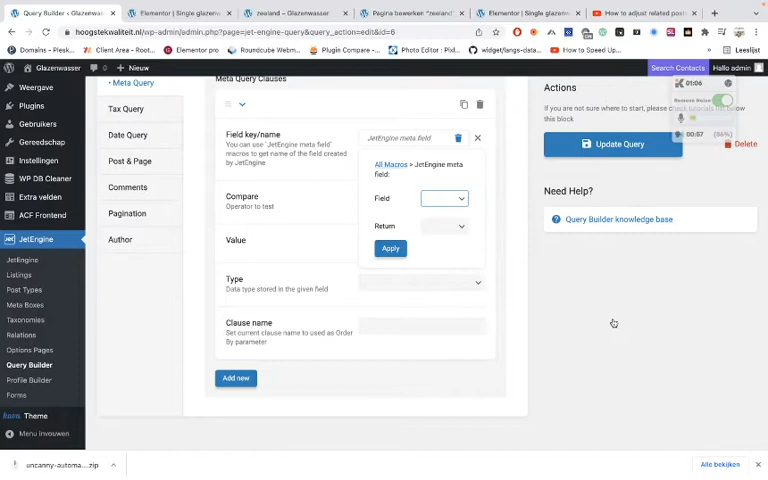 Query Builder ‹ Glazenwasser
Elementor | Single glazenw
zeeland – Glazenwasser
Pagina bewerken "zeeland"
Elementor | Single glazenw
How to adjust related post
hoogstekwaliteit.nl/wp-admin/admin.php?page=jet-engine-query&query_action=edit&id=6
Domains – Plesk...
Client Area – Root...
Elementor pro
Roundcube Webm...
Plugin Compare –...
Photo Editor : Pixl...
widget/langs-data...
How to Speed Up...
Leeslijst
Glazenwasser
0
Nieuw
Search Contacts
Hallo admin
Weergave
Plugins
Gebruikers
Gereedschap
Instellingen
WP DB Cleaner
Extra velden
ACF Frontend
JetEngine
JetEngine
Listings
Post Types
Meta Boxes
Taxonomies
Relations
Options Pages
Query Builder
Profile Builder
Forms
Theme
Menu invouwen
Meta Query
Tax Query
Date Query
Post & Page
Comments
Pagination
Author
Meta Query Clauses
Field key/name
You can use `JetEngine meta field`
macros to get name of the field created
by JetEngine
JetEngine meta field
All Macros > JetEngine meta
field:
Field
Return
Apply
Compare
Operator to test
Value
Type
Data type stored in the given field
Clause name
Set current clause name to used as Order
By parameter
Add new
Actions
If you are not sure where to start, please check tutorials list below
this block
Update Query
Delete
Need Help?
Query Builder knowledge base
01:06
Remove Noise
00:57
(86%)
uncanny-automa....zip
Alle bekijken